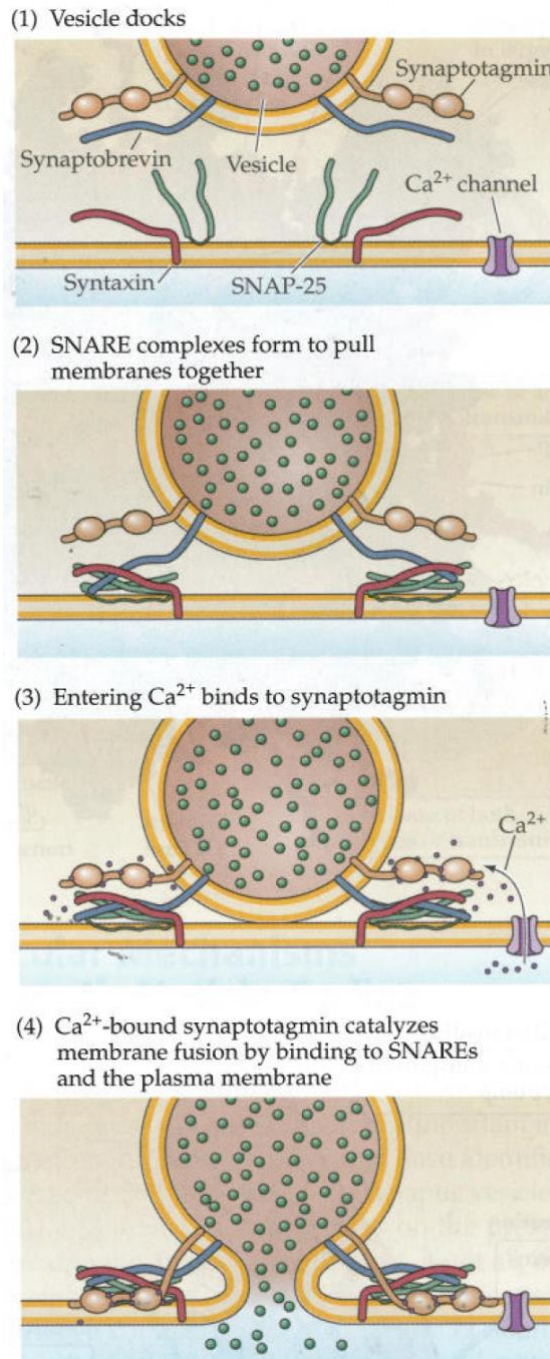 (1) Vesicle docks
Synaptotagmin
Synaptobrevin
Vesicle
Ca²⁺ channel
Syntaxin
SNAP-25
(2) SNARE complexes form to pull
membranes together
(3) Entering Ca²⁺ binds to synaptotagmin
Ca²⁺
(4) Ca²⁺-bound synaptotagmin catalyzes
membrane fusion by binding to SNAREs
and the plasma membrane